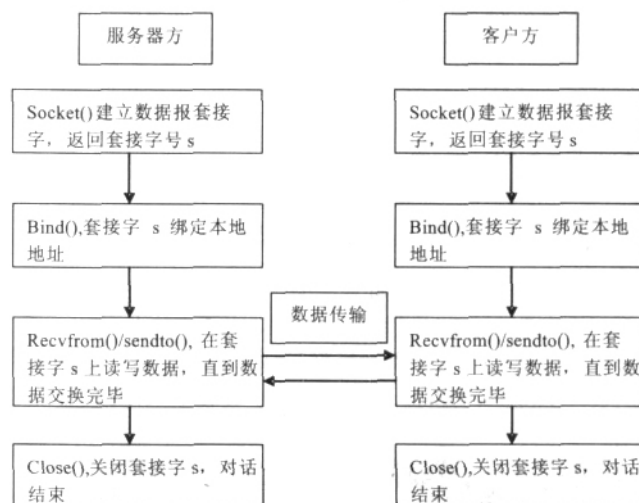 服务器方
客户方
Socket()建立数据报套接
字，返回套接字号 s
Socket()建立数据报套接
字，返回套接字号 s
Bind(),套接字 s 绑定本地
地址
Bind(),套接字 s 绑定本地
地址
数据传输
Recvfrom()/sendto(), 在套
接字 s 上读写数据，直到数
据交换完毕
Recvfrom()/sendto(), 在套
接字 s 上读写数据，直到数
据交换完毕
Close(),关闭套接字 s，对话
结束
Close(),关闭套接字 s，对话
结束